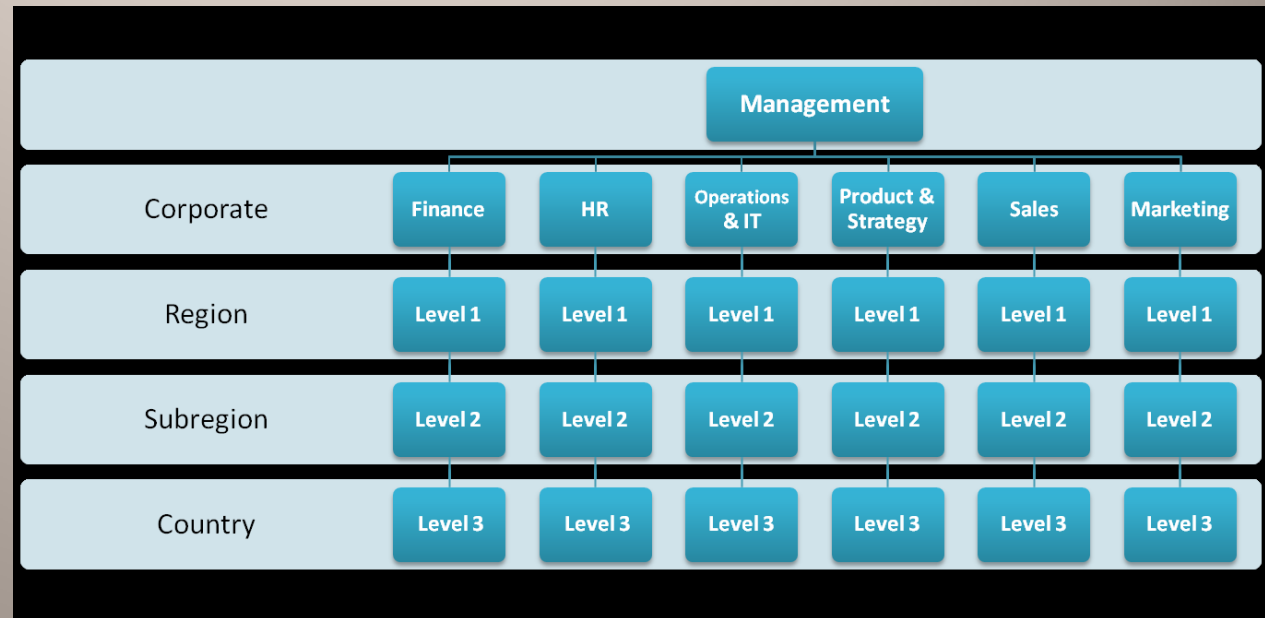 Management
Corporate
Finance
HR
Operations
& IT
Product &
Strategy
Sales
Marketing
Region
Level 1
Level 1
Level 1
Level 1
Level 1
Level 1
Subregion
Level 2
Level 2
Level 2
Level 2
Level 2
Level 2
Country
Level 3
Level 3
Level 3
Level 3
Level 3
Level 3